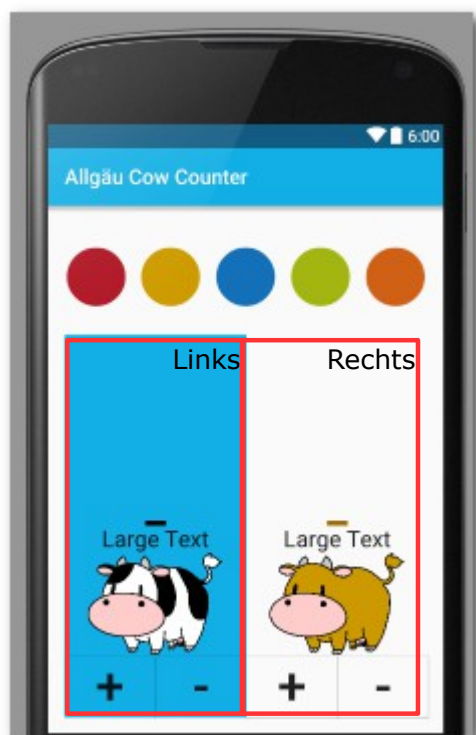 6:00
Allgäu Cow Counter
Links
Rechts
Large Text
Large Text
+ - + -